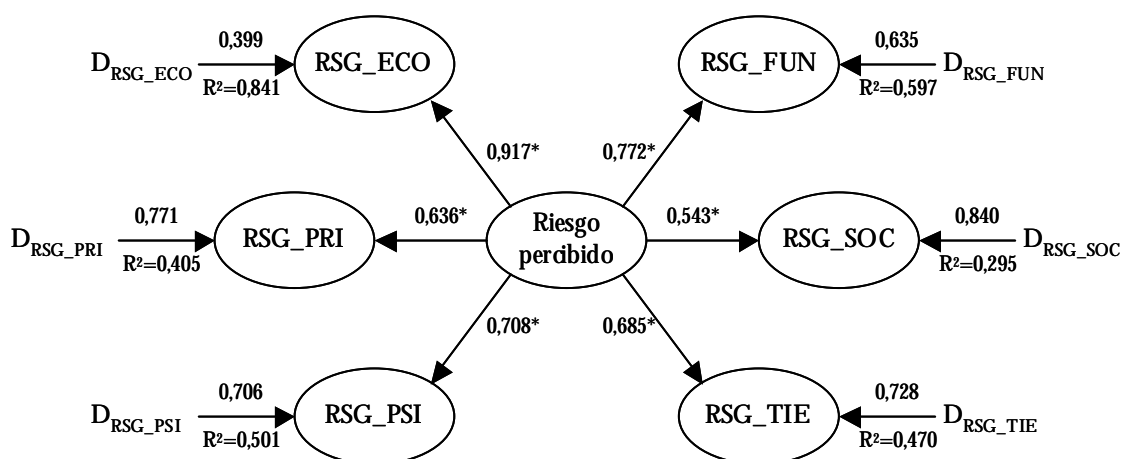 0,399
0,635
D_RSG_ECO
RSG_ECO
RSG_FUN
D_RSG_FUN
R²=0,841
R²=0,597
0,917*
0,772*
0,771
0,636*
Riesgo
percibido
0,543*
0,840
D_RSG_PRI
RSG_PRI
RSG_SOC
D_RSG_SOC
R²=0,405
R²=0,295
0,708*
0,685*
0,706
0,728
D_RSG_PSI
RSG_PSI
RSG_TIE
D_RSG_TIE
R²=0,501
R²=0,470